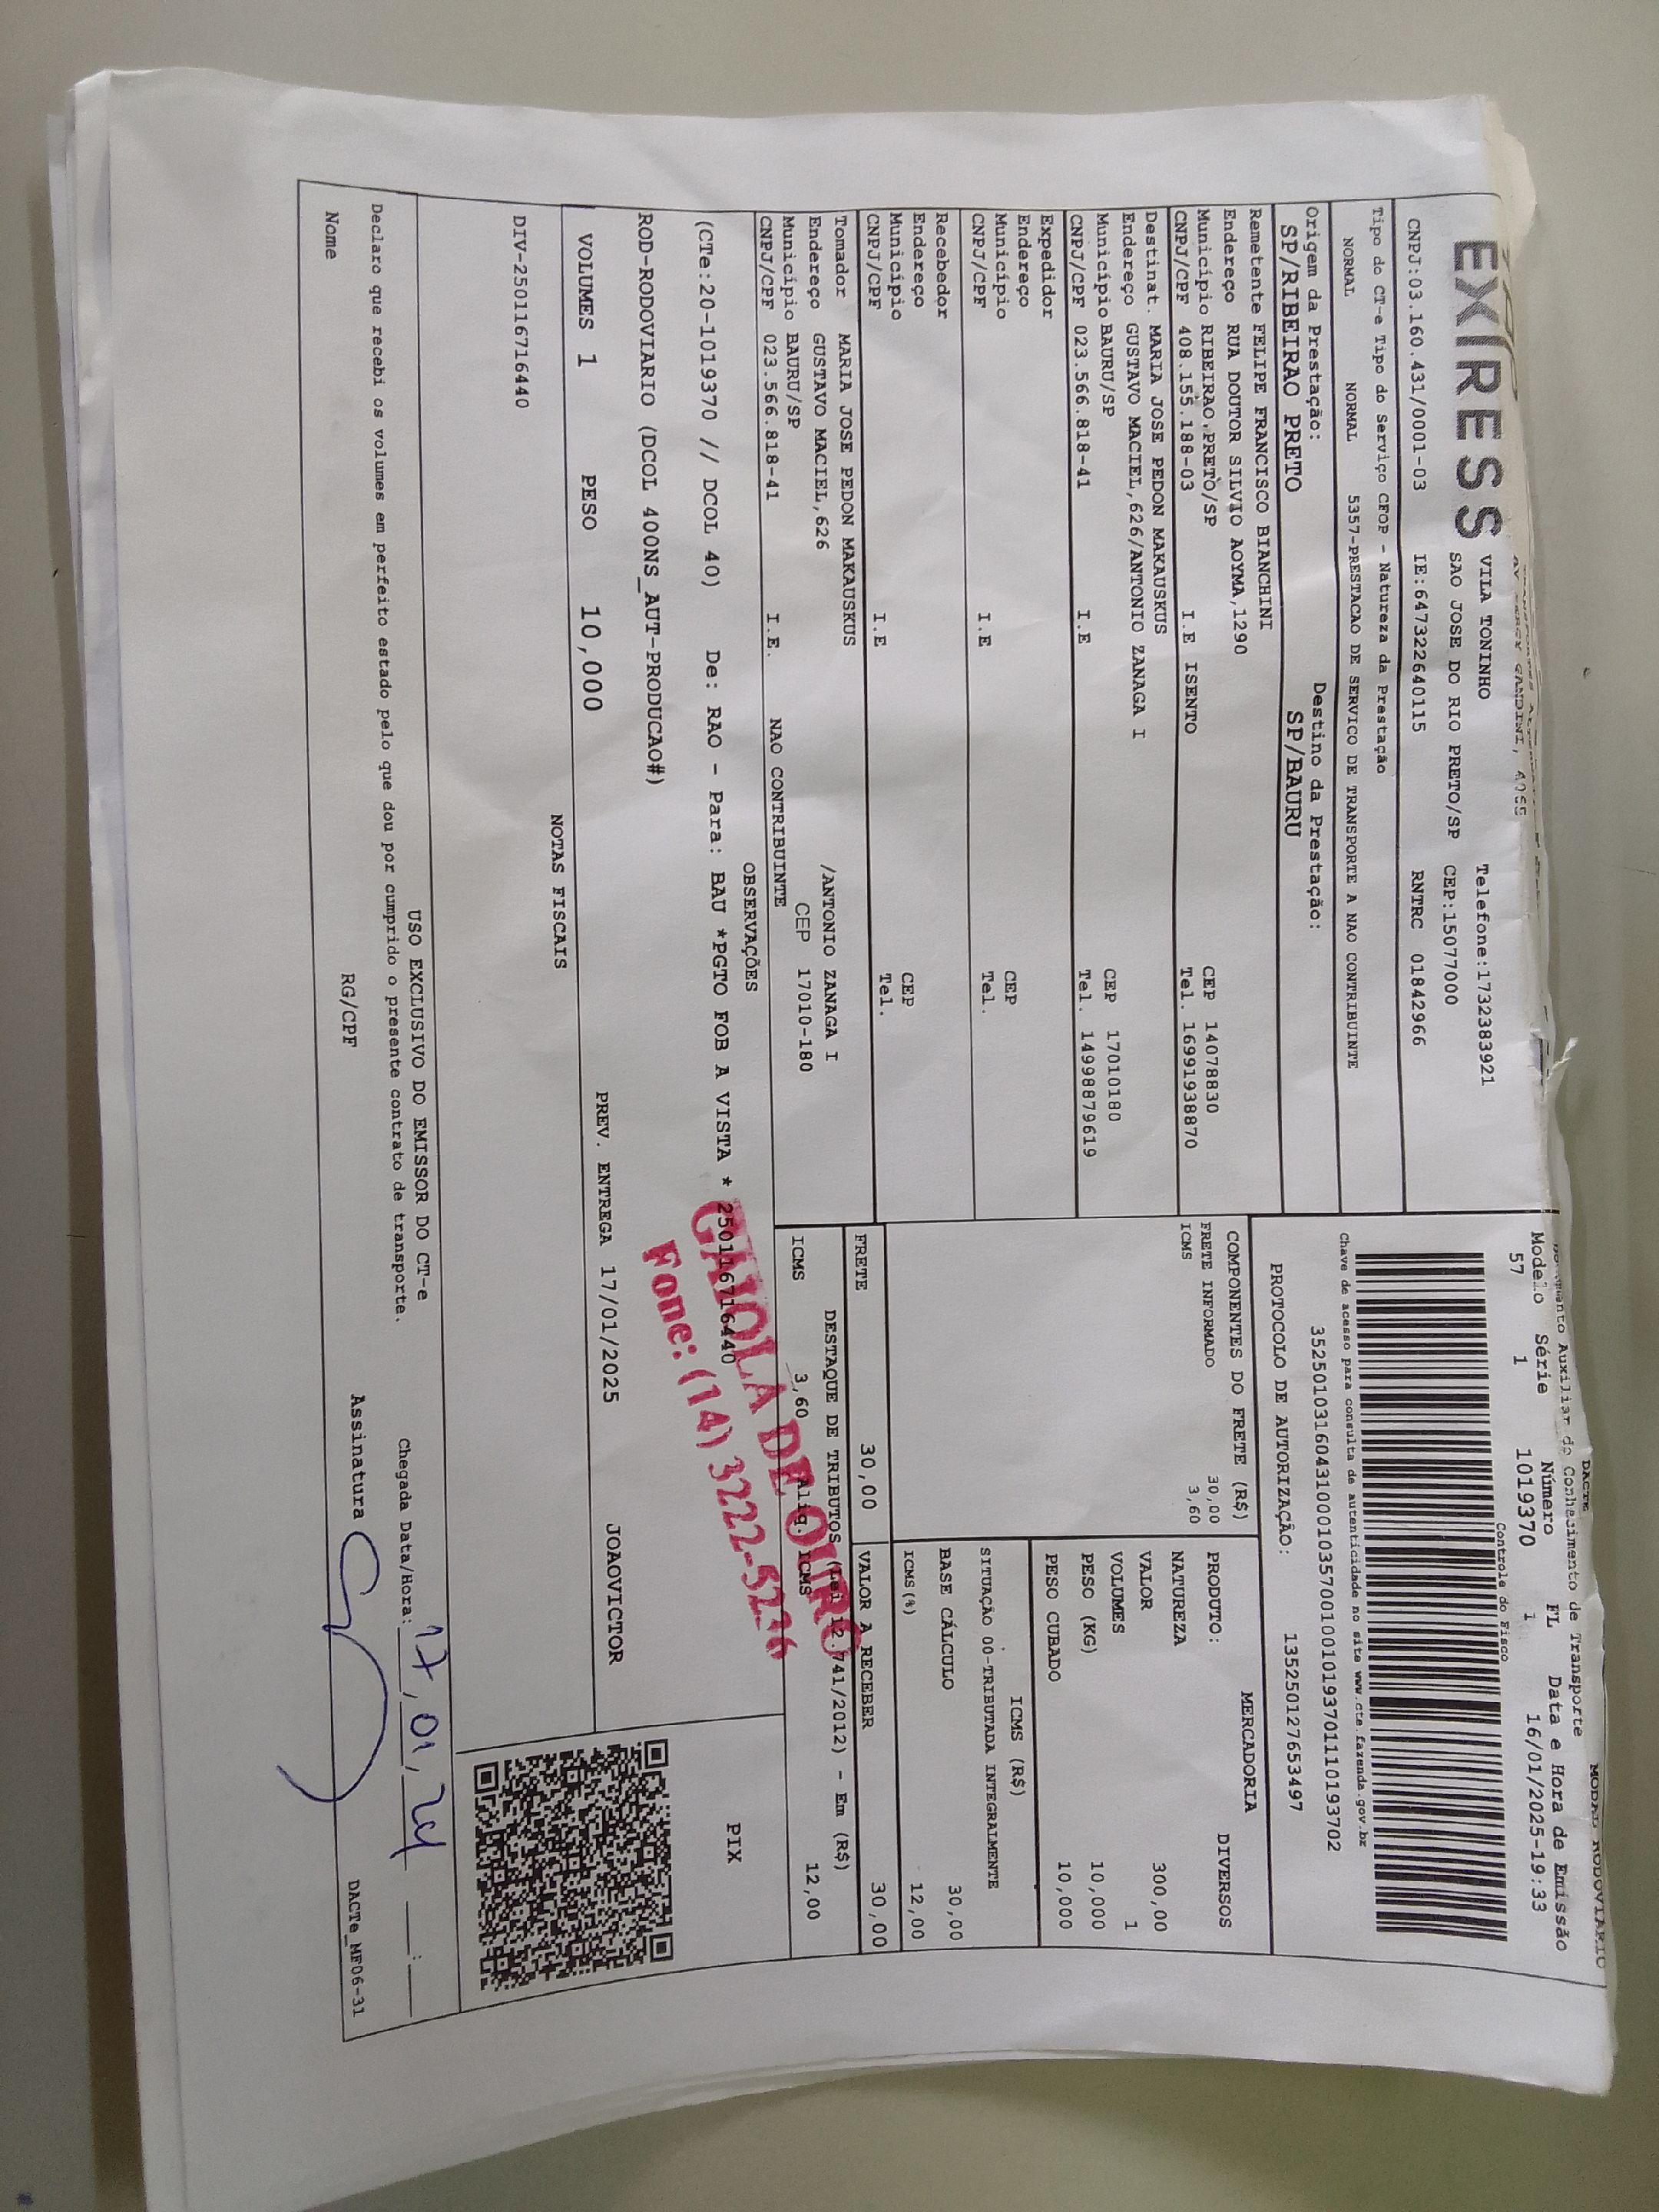 EXPRESS
VILA TONINHO Telefone:1732383921
SAO JOSE DO RIO PRETO/SP CEP:15077000
CNPJ:03.160.431/0001-03 IE:647322640115 RNTRC 01842966
Tipo do CT-e Tipo do Serviço CFOP - Natureza da Prestação
NORMAL NORMAL 5357-PRESTACAO DE SERVICO DE TRANSPORTE A NAO CONTRIBUINTE
Origem da Prestação: Destino da Prestação:
SP/RIBEIRAO PRETO SP/BAURU
MODAL RODOVIARIO
DACTE
Documento Auxiliar do Conhecimento de Transporte
Modelo Série Número FL Data e Hora de Emissão
57 1 1019370 1 16/01/2025-19:33
Controle do Fisco
Chave de acesso para consulta de autenticidade no site www.cte.fazenda.gov.br
35250103160431000103570010010193701110193702
PROTOCOLO DE AUTORIZAÇÃO: 135250127653497
Remetente FELIPE FRANCISCO BIANCHINI
Endereço RUA DOUTOR SILVIO AOYMA,1290
Município RIBEIRAO PRETO/SP CEP 14078830
CNPJ/CPF 408.155.188-03 I.E ISENTO Tel. 16991938870
Destinat. MARIA JOSE PEDON MAKAUSKUS
Endereço GUSTAVO MACIEL,626/ANTONIO ZANAGA I
Município BAURU/SP CEP 17010180
CNPJ/CPF 023.566.818-41 I.E Tel. 14998879619
Expedidor
Endereço
Município CEP
CNPJ/CPF I.E Tel.
Recebedor
Endereço
Município CEP
CNPJ/CPF I.E Tel.
Tomador MARIA JOSE PEDON MAKAUSKUS
Endereço GUSTAVO MACIEL,626 /ANTONIO ZANAGA I
Município BAURU/SP CEP 17010-180
CNPJ/CPF 023.566.818-41 I.E. NAO CONTRIBUINTE
COMPONENTES DO FRETE (R$)
FRETE INFORMADO 30,00
ICMS 3,60
MERCADORIA
PRODUTO: DIVERSOS
NATUREZA
VALOR 300,00
VOLUMES 1
PESO (KG) 10,000
PESO CUBADO 10,000
ICMS (R$)
SITUAÇÃO 00-TRIBUTADA INTEGRALMENTE
BASE CÁLCULO 30,00
ICMS(%) 12,00
FRETE 30,00 VALOR A RECEBER 30,00
DESTAQUE DE TRIBUTOS (Lei 12.741/2012) - Em (R$)
ICMS 3,60 Aliq. ICMS 12,00
OBSERVAÇÕES
(CTe:20-1019370 // DCOL 40) De: RAO - Para: BAU *PGTO FOB A VISTA * 250116716440
ROD-RODOVIARIO (DCOL 400NS_AUT-PRODUCAO#)
GAIOLA DE OURO
Fone: (14) 3222-5236
PIX
VOLUMES 1 PESO 10,000 PREV. ENTREGA 17/01/2025 JOAOVICTOR
NOTAS FISCAIS
DIV-250116716440
USO EXCLUSIVO DO EMISSOR DO CT-e
Declaro que recebi os volumes em perfeito estado pelo que dou por cumprido o presente contrato de transporte. Chegada Data/Hora: 17,01,24 __:__
Nome RG/CPF Assinatura DACTe_MF06-31